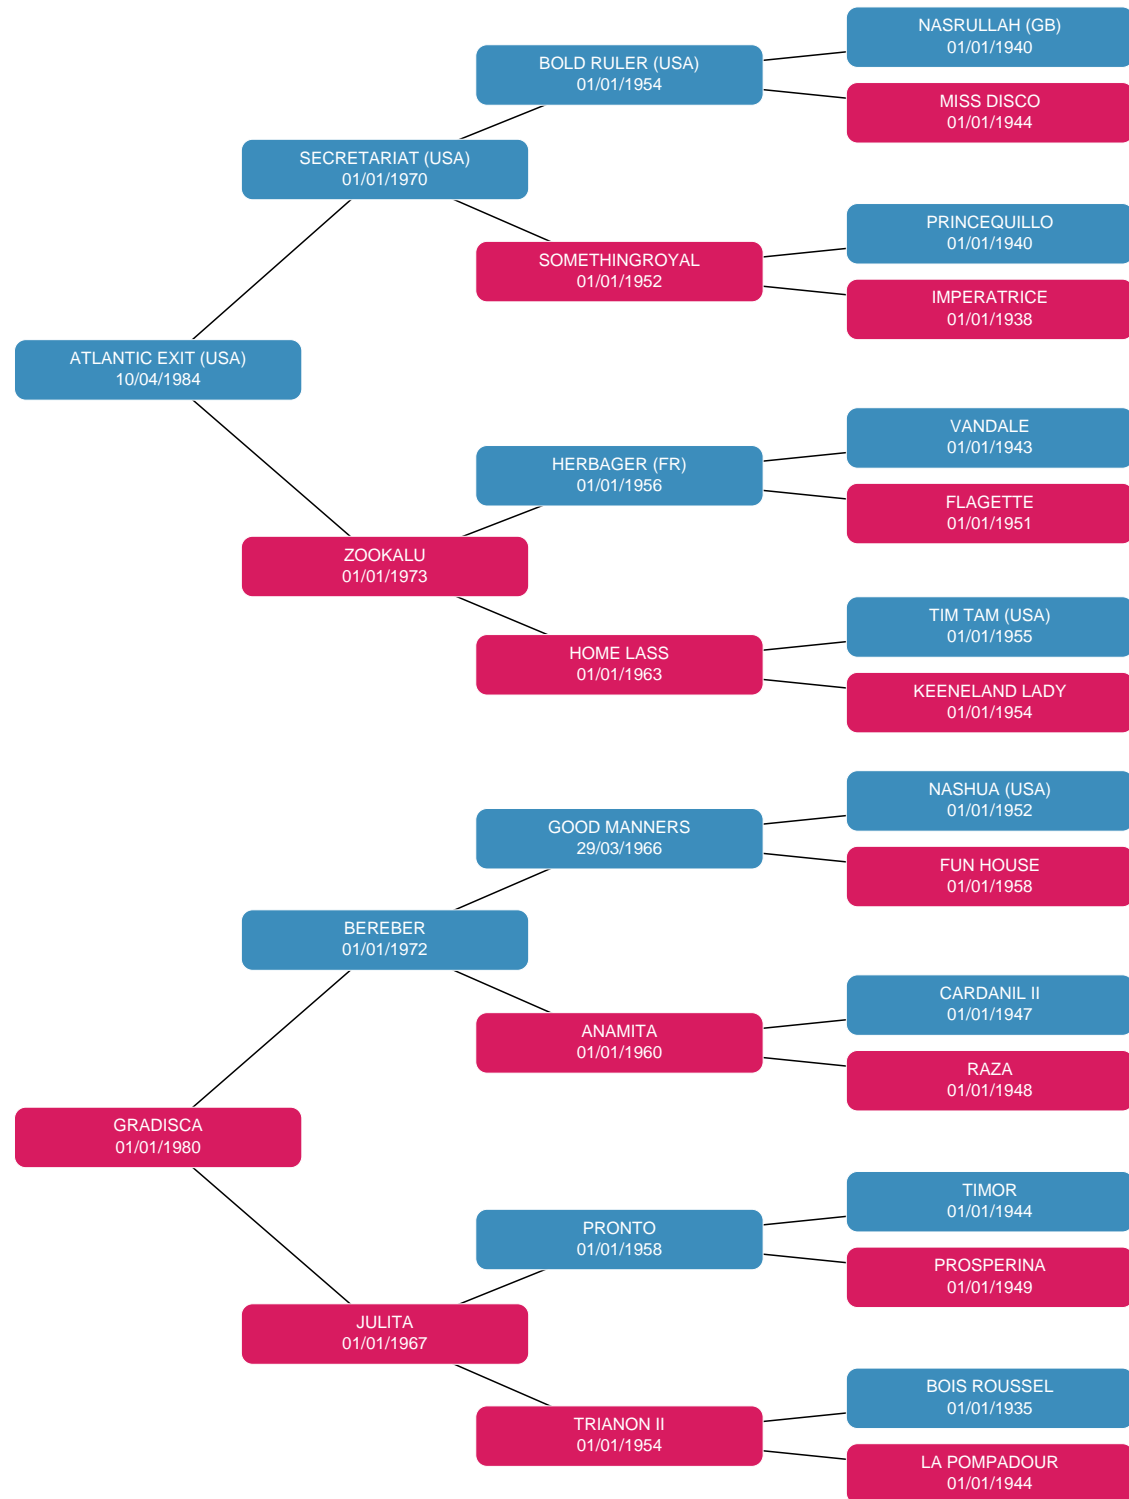 NASRULLAH (GB)
01/01/1940
BOLD RULER (USA)
01/01/1954
MISS DISCO
01/01/1944
SECRETARIAT (USA)
01/01/1970
PRINCEQUILLO
01/01/1940
SOMETHINGROYAL
01/01/1952
IMPERATRICE
01/01/1938
ATLANTIC EXIT (USA)
10/04/1984
VANDALE
01/01/1943
HERBAGER (FR)
01/01/1956
FLAGETTE
01/01/1951
ZOOKALU
01/01/1973
TIM TAM (USA)
01/01/1955
HOME LASS
01/01/1963
KEENELAND LADY
01/01/1954
NASHUA (USA)
01/01/1952
GOOD MANNERS
29/03/1966
FUN HOUSE
01/01/1958
BEREBER
01/01/1972
CARDANIL II
01/01/1947
ANAMITA
01/01/1960
RAZA
01/01/1948
GRADISCA
01/01/1980
TIMOR
01/01/1944
PRONTO
01/01/1958
PROSPERINA
01/01/1949
JULITA
01/01/1967
BOIS ROUSSEL
01/01/1935
TRIANON II
01/01/1954
LA POMPADOUR
01/01/1944